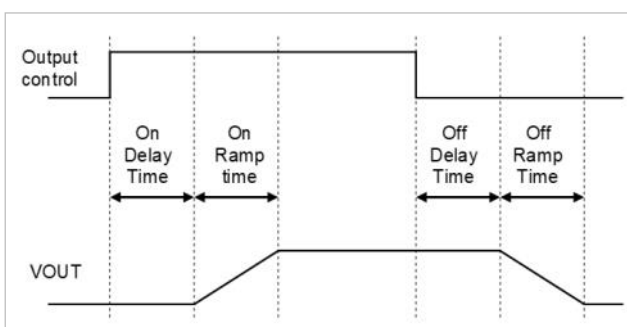 Output
control
On
Delay
Time
On
Ramp
time
Off
Delay
Time
Off
Ramp
Time
VOUT